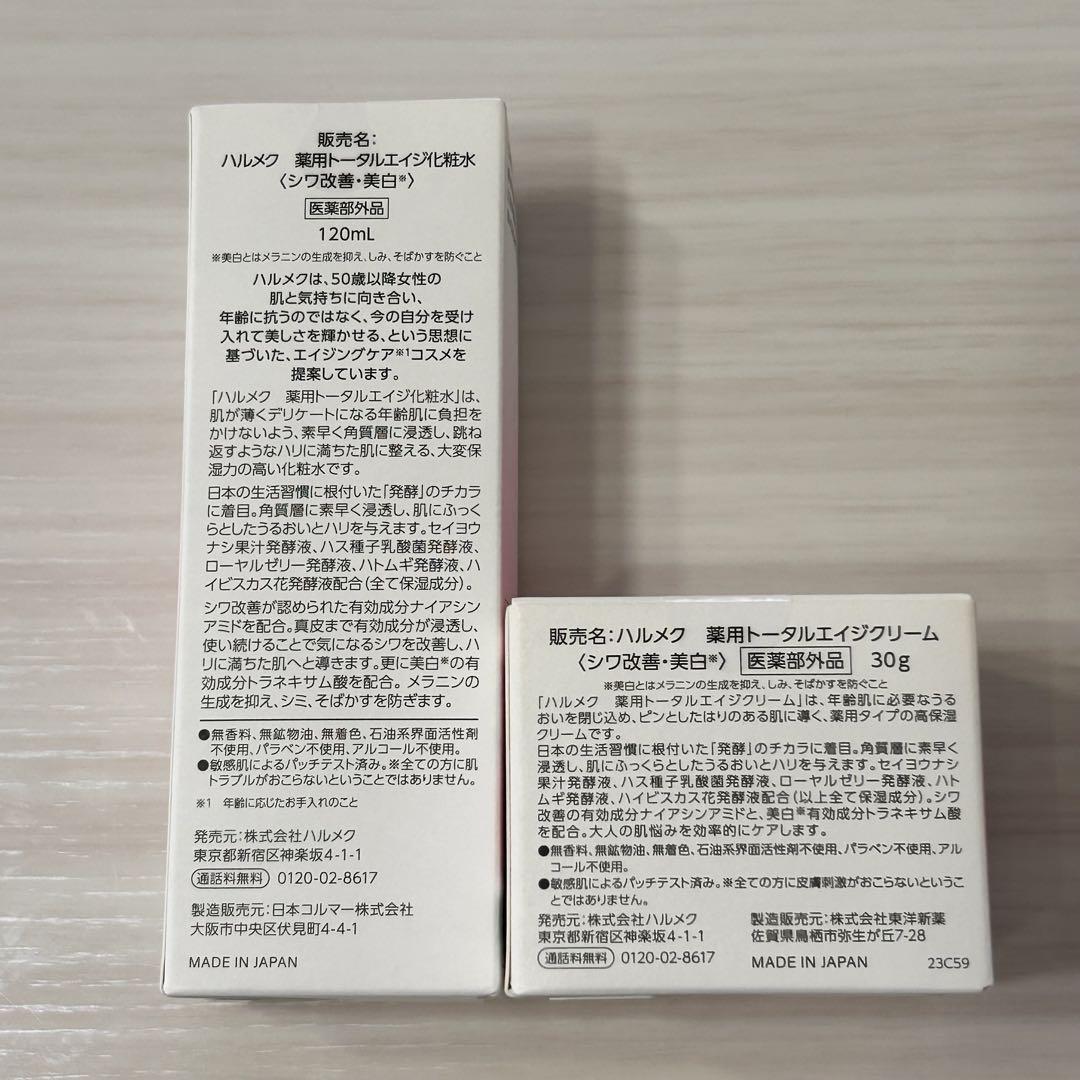 販売名:
ハルメク 薬用トータルエイジ化粧水
〈シワ改善・美白※〉
医薬部外品
120mL
※美白とはメラニンの生成を抑え、しみ、そばかすを防ぐこと
ハルメクは、50歳以降女性の
肌と気持ちに向き合い、
年齢に抗うのではなく、今の自分を受け
入れて美しさを輝かせる、という思想に
基づいた、エイジングケア※1コスメを
提案しています。
「ハルメク 薬用トータルエイジ化粧水」は、
肌が薄くデリケートになる年齢肌に負担を
かけないよう、素早く角質層に浸透し、跳ね
返すようなハリに満ちた肌に整える、大変保
湿力の高い化粧水です。
日本の生活習慣に根付いた「発酵」のチカラ
に着目。角質層に素早く浸透し、肌にふっく
らとしたうるおいとハリを与えます。セイヨウ
ナシ果汁発酵液、ハス種子乳酸菌発酵液、
ローヤルゼリー発酵液、ハトムギ発酵液、ハ
イビスカス花発酵液配合(全て保湿成分)。
シワ改善が認められた有効成分ナイアシン
アミドを配合。真皮まで有効成分が浸透し、
使い続けることで気になるシワを改善し、ハ
リに満ちた肌へと導きます。更に美白※の有
効成分トラネキサム酸を配合。メラニンの
生成を抑え、シミ、そばかすを防ぎます。
●無香料、無鉱物油、無着色、石油系界面活性剤
不使用、パラベン不使用、アルコール不使用。
●敏感肌によるパッチテスト済み。※全ての方に肌
トラブルがおこらないということではありません。
※1 年齢に応じたお手入れのこと
発売元:株式会社ハルメク
東京都新宿区神楽坂4-1-1
通話料無料 0120-02-8617
製造販売元:日本コルマー株式会社
大阪市中央区伏見町4-4-1
MADE IN JAPAN
販売名:ハルメク 薬用トータルエイジクリーム
〈シワ改善・美白※〉 医薬部外品 30g
※美白とはメラニンの生成を抑え、しみ、そばかすを防ぐこと
「ハルメク 薬用トータルエイジクリーム」は、年齢肌に必要なうる
おいを閉じ込め、ピンとしたはりのある肌に導く、薬用タイプの高保湿
クリームです。
日本の生活習慣に根付いた「発酵」のチカラに着目。角質層に素早く
浸透し、肌にふっくらとしたうるおいとハリを与えます。セイヨウナシ
果汁発酵液、ハス種子乳酸菌発酵液、ローヤルゼリー発酵液、ハト
ムギ発酵液、ハイビスカス花発酵液配合(以上全て保湿成分)。シワ
改善の有効成分ナイアシンアミドと、美白※有効成分トラネキサム酸
を配合。大人の肌悩みを効率的にケアします。
●無香料、無鉱物油、無着色、石油系界面活性剤不使用、パラベン不使用、アル
コール不使用。
●敏感肌によるパッチテスト済み。※全ての方に皮膚刺激がおこらないというこ
とではありません。
発売元:株式会社ハルメク
東京都新宿区神楽坂4-1-1
通話料無料 0120-02-8617
製造販売元:株式会社東洋新薬
佐賀県鳥栖市弥生が丘7-28
MADE IN JAPAN 23C59